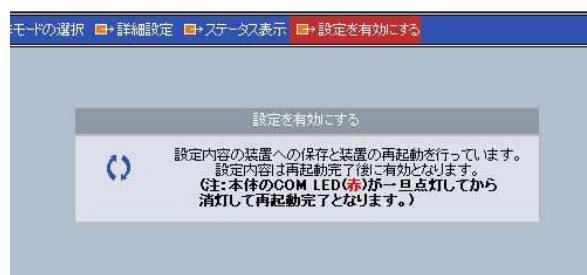 モードの選択 詳細設定 ステータス表示 設定を有効にする
設定を有効にする
設定内容の装置への保存と装置の再起動を行っています。
設定内容は再起動完了後に有効となります。
(注:本体のCOM LED(赤)が一旦点灯してから
消灯して再起動完了となります。)